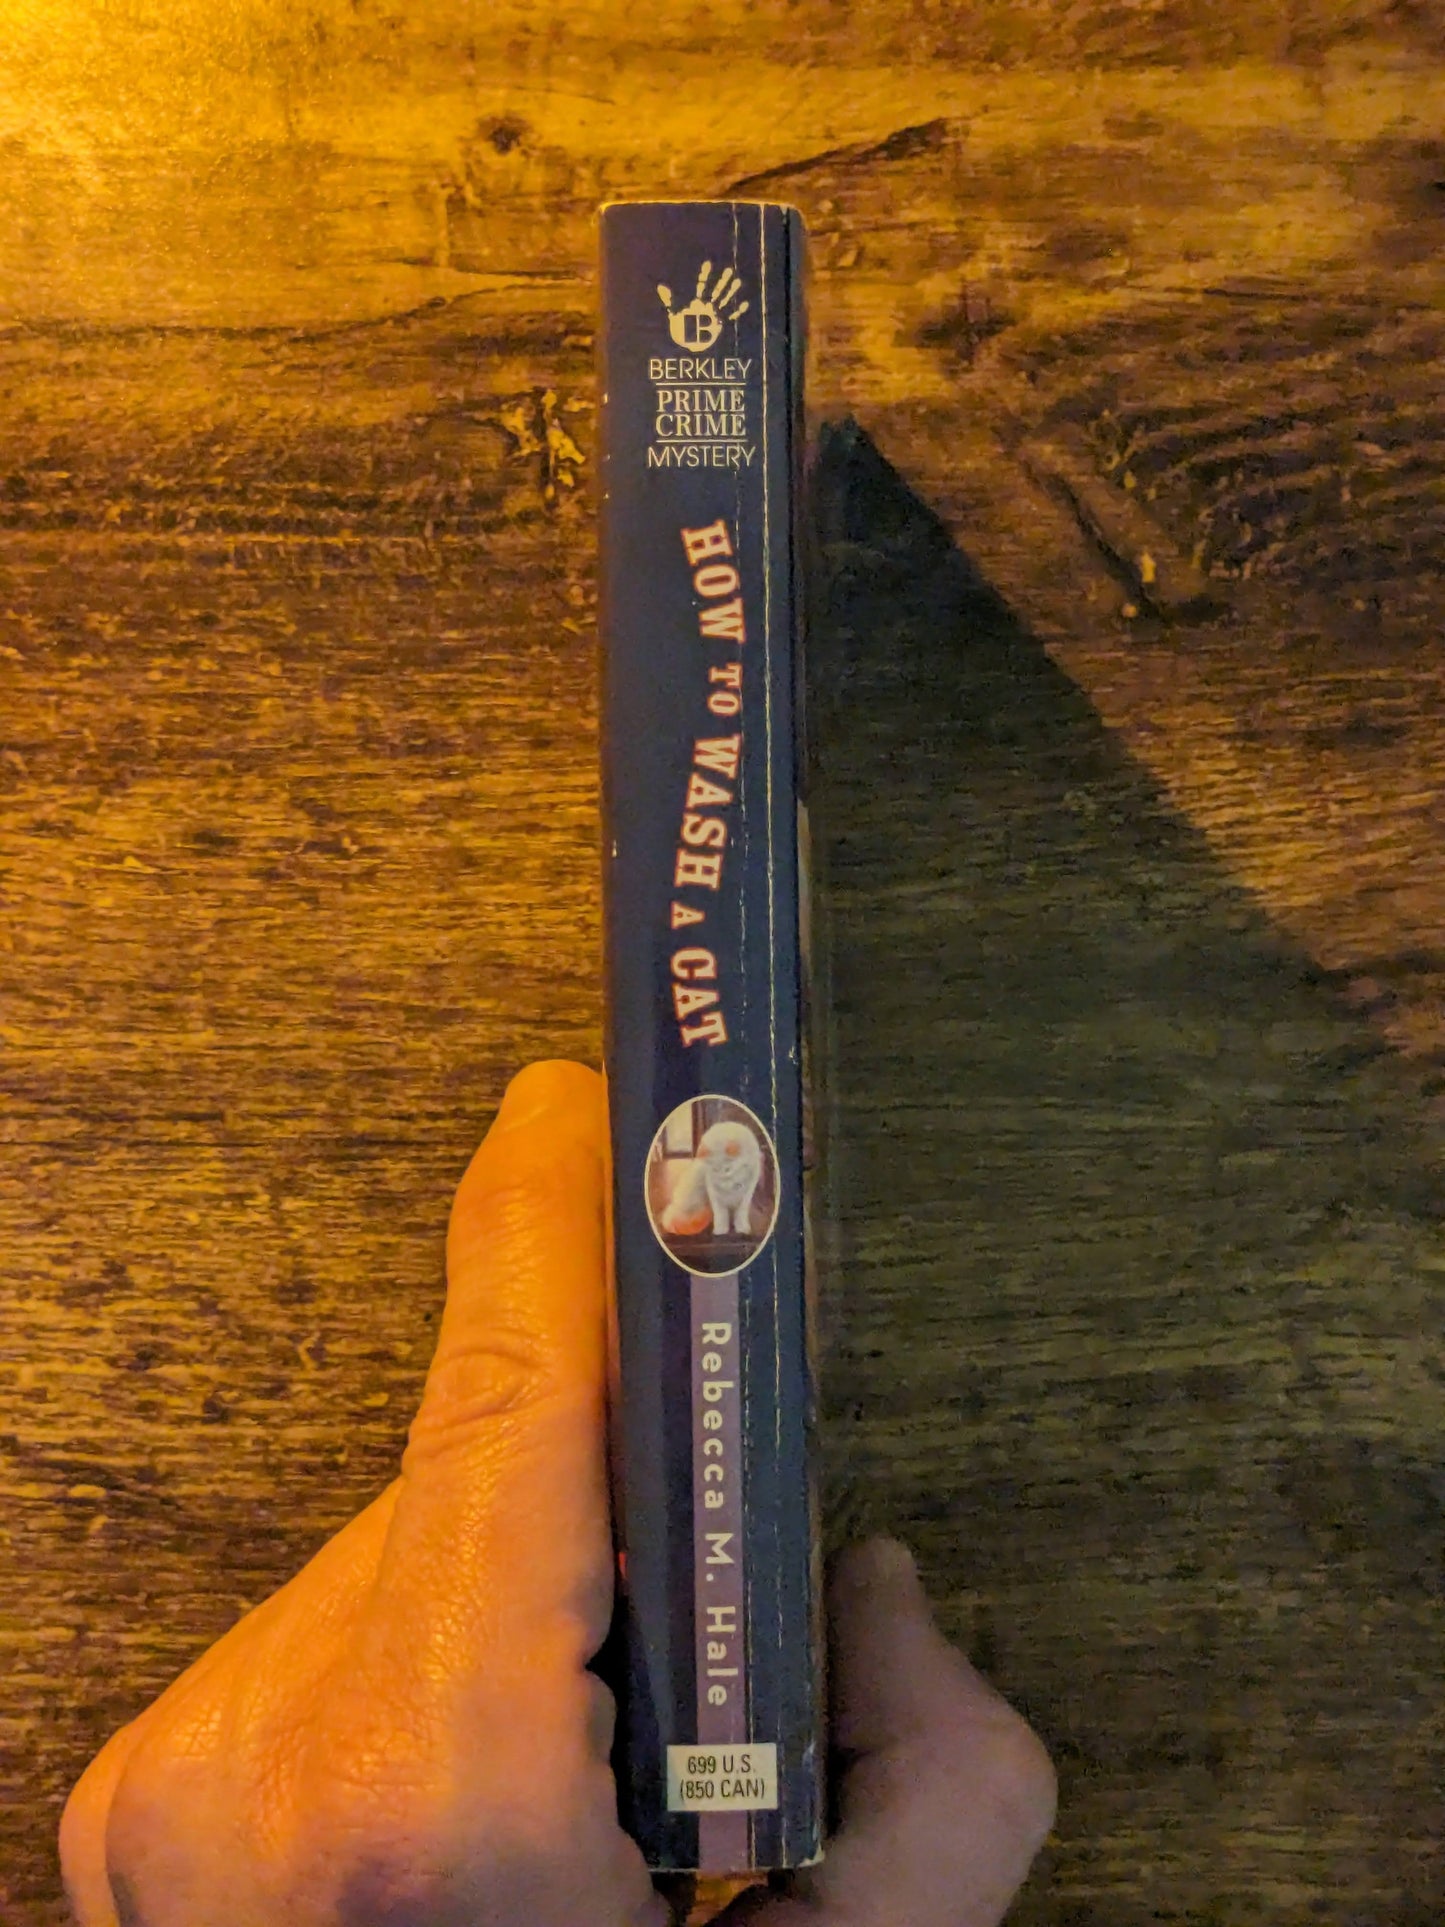 B
BERKLEY
PRIME
CRIME
MYSTERY
HOW TO WASH A CAT
Rebecca M. Hale
699 U.S.
(850 CAN)